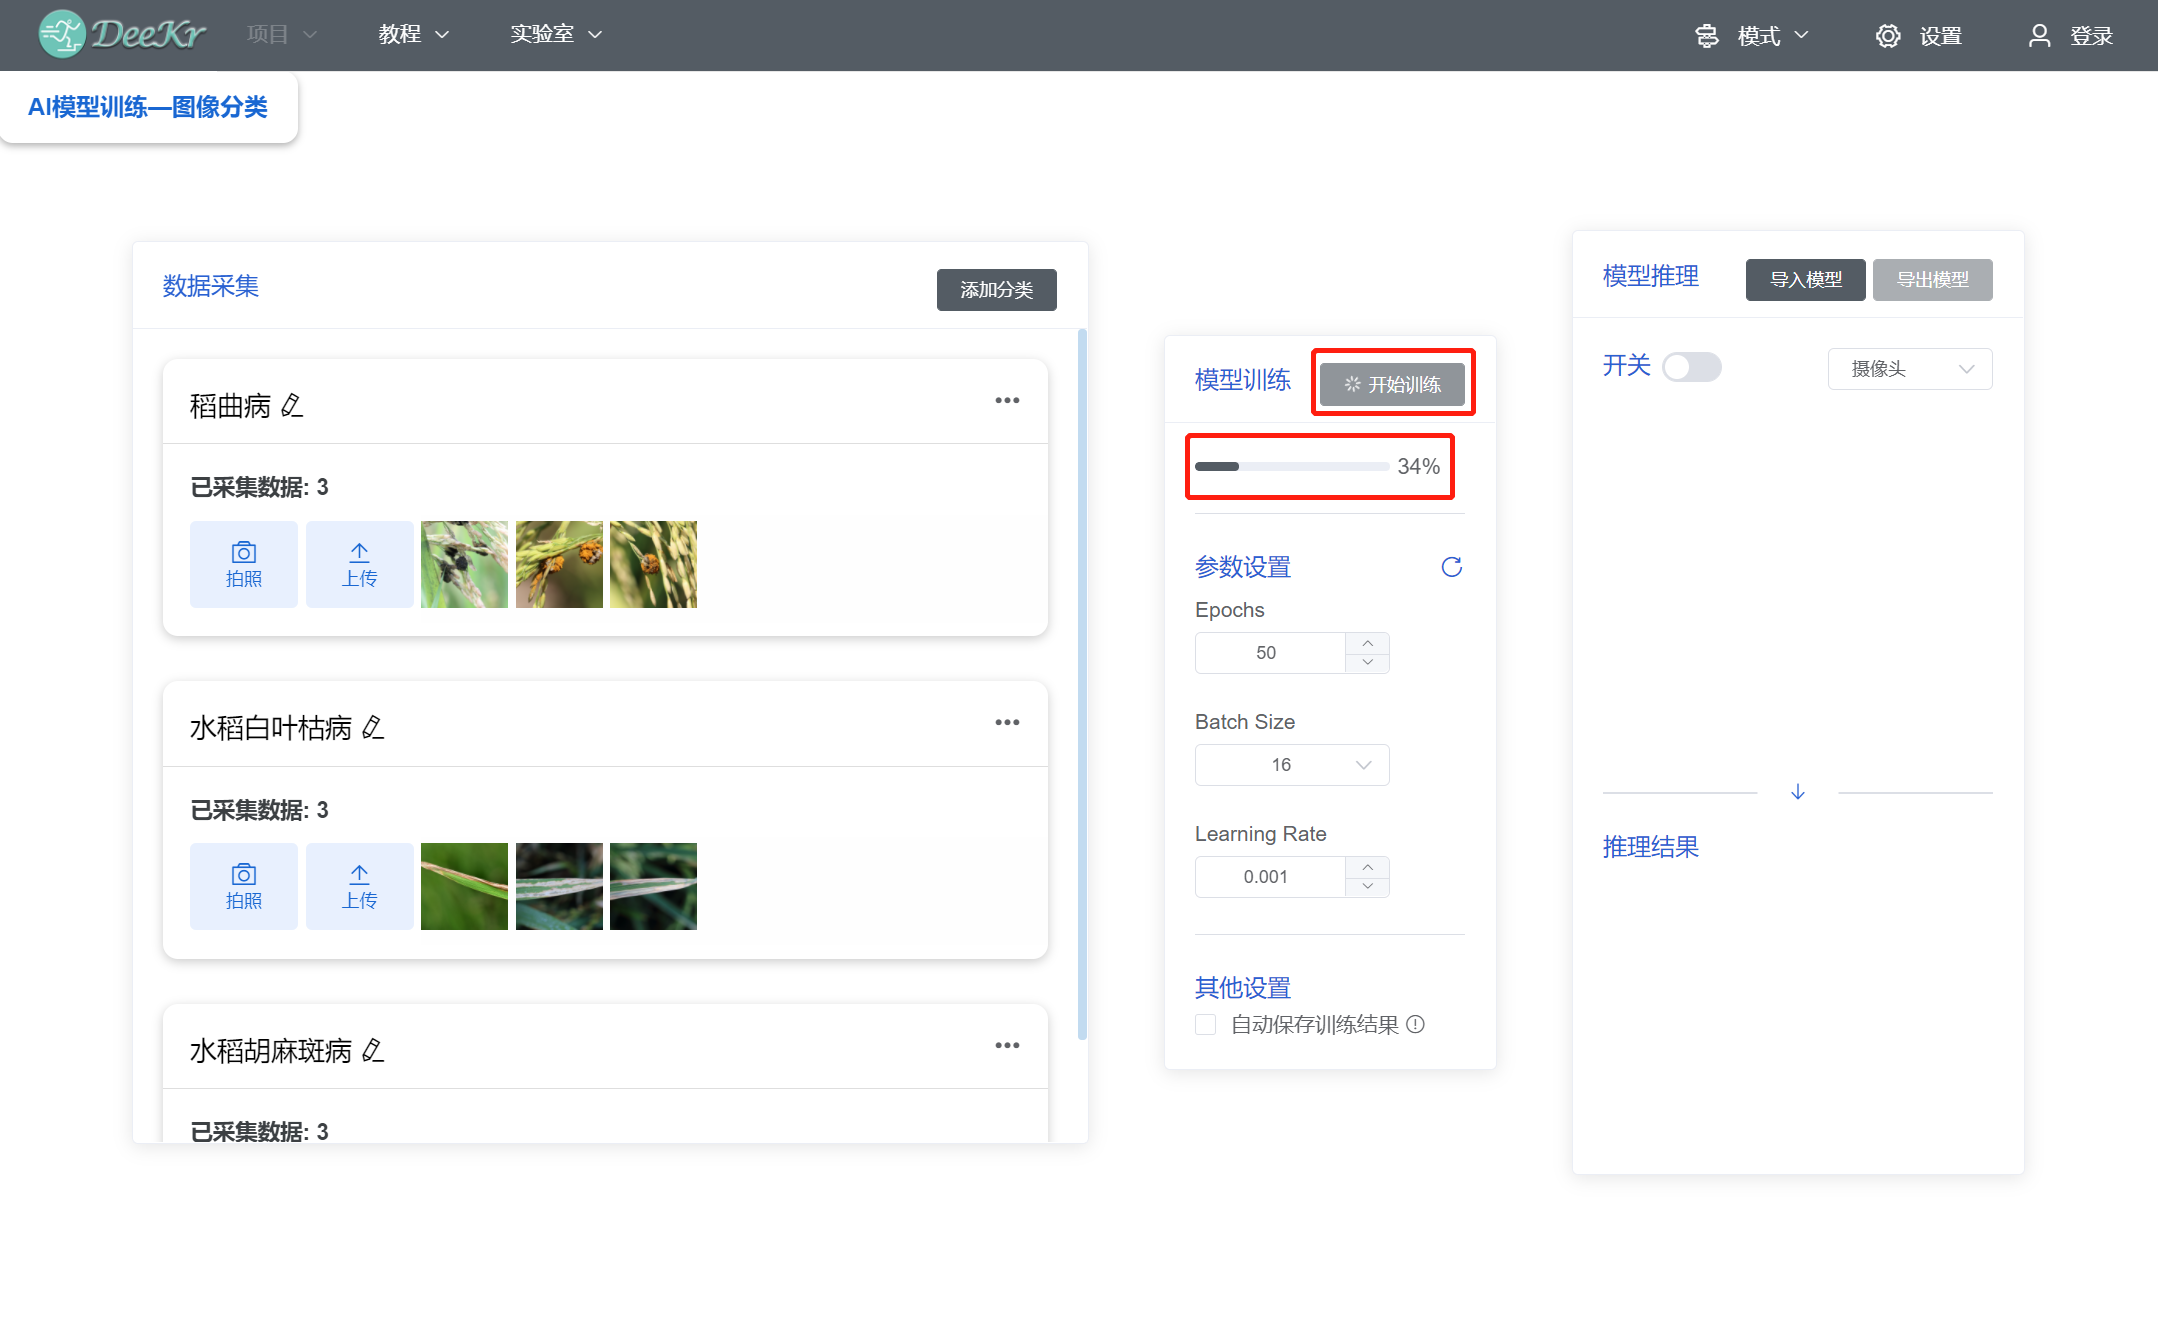 DeeKr 项目 教程 实验室 模式 设置 登录
AI模型训练—图像分类
数据采集 添加分类
稻曲病
已采集数据: 3
拍照 上传
水稻白叶枯病
已采集数据: 3
拍照 上传
水稻胡麻斑病
已采集数据: 3
模型训练 开始训练
34%
参数设置
Epochs
50
Batch Size
16
Learning Rate
0.001
其他设置
自动保存训练结果
模型推理 导入模型 导出模型
开关 摄像头
推理结果